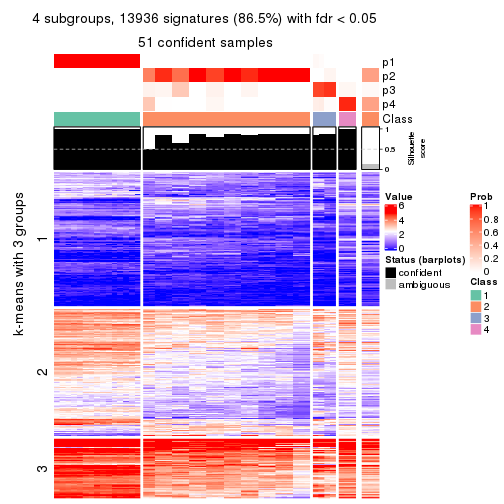 4 subgroups, 13936 signatures (86.5%) with fdr < 0.05
51 confident samples
p1
p2
p3
p4
Class
1
0.5
0
Silhouette
score
k-means with 3 groups
1
2
3
Value
6
4
2
0
Status (barplots)
confident
ambiguous
Prob
1
0.8
0.6
0.4
0.2
0
Class
1
2
3
4